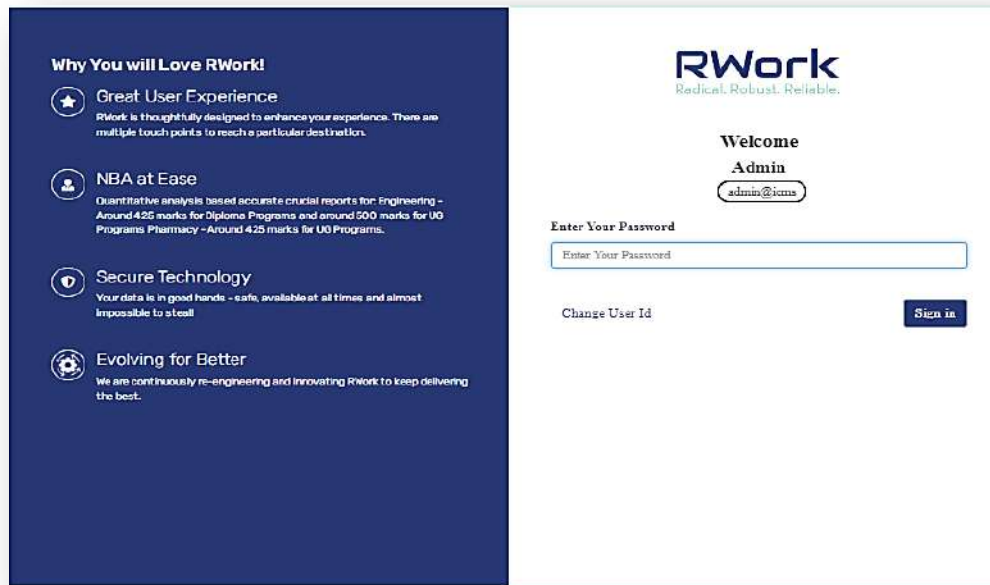 Why You will Love RWork!
Great User Experience
RWork is thoughtfully designed to enhance your experience. There are
multiple touch points to reach a particular destination.
NBA at Ease
Quantitative analysis based accurate crucial reports for: Engineering -
Around 425 marks for Diploma Programs and around 500 marks for UG
Programs Pharmacy - Around 425 marks for UG Programs.
Secure Technology
Your data is in good hands - safe, available at all times and almost
impossible to steal!
Evolving for Better
We are continuously re-engineering and innovating RWork to keep delivering
the best.
RWork
Radical. Robust. Reliable.
Welcome
Admin
admin@icms
Enter Your Password
Enter Your Password
Change User Id
Sign in